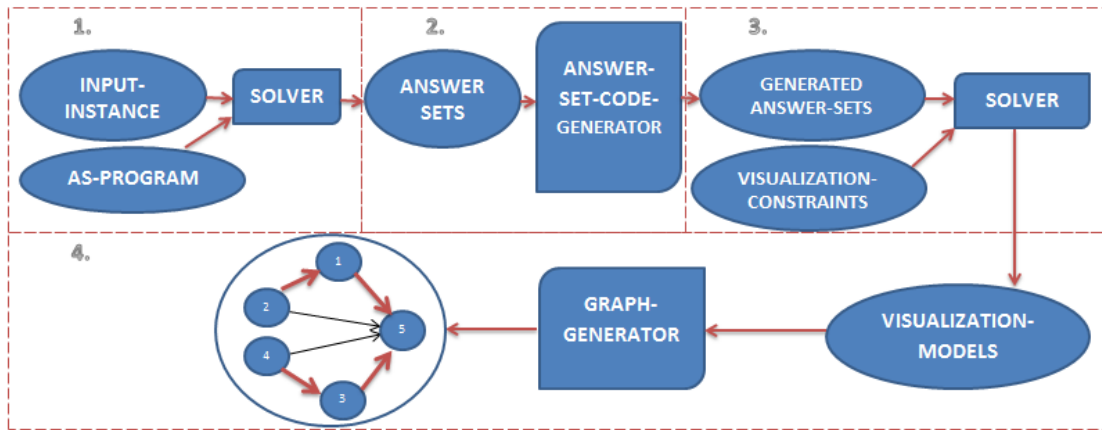 1.
INPUT-
INSTANCE
AS-PROGRAM
SOLVER
2.
ANSWER
SETS
ANSWER-
SET-CODE-
GENERATOR
3.
GENERATED
ANSWER-SETS
VISUALIZATION-
CONSTRAINTS
SOLVER
4.
1
2
5
4
3
GRAPH-
GENERATOR
VISUALIZATION-
MODELS